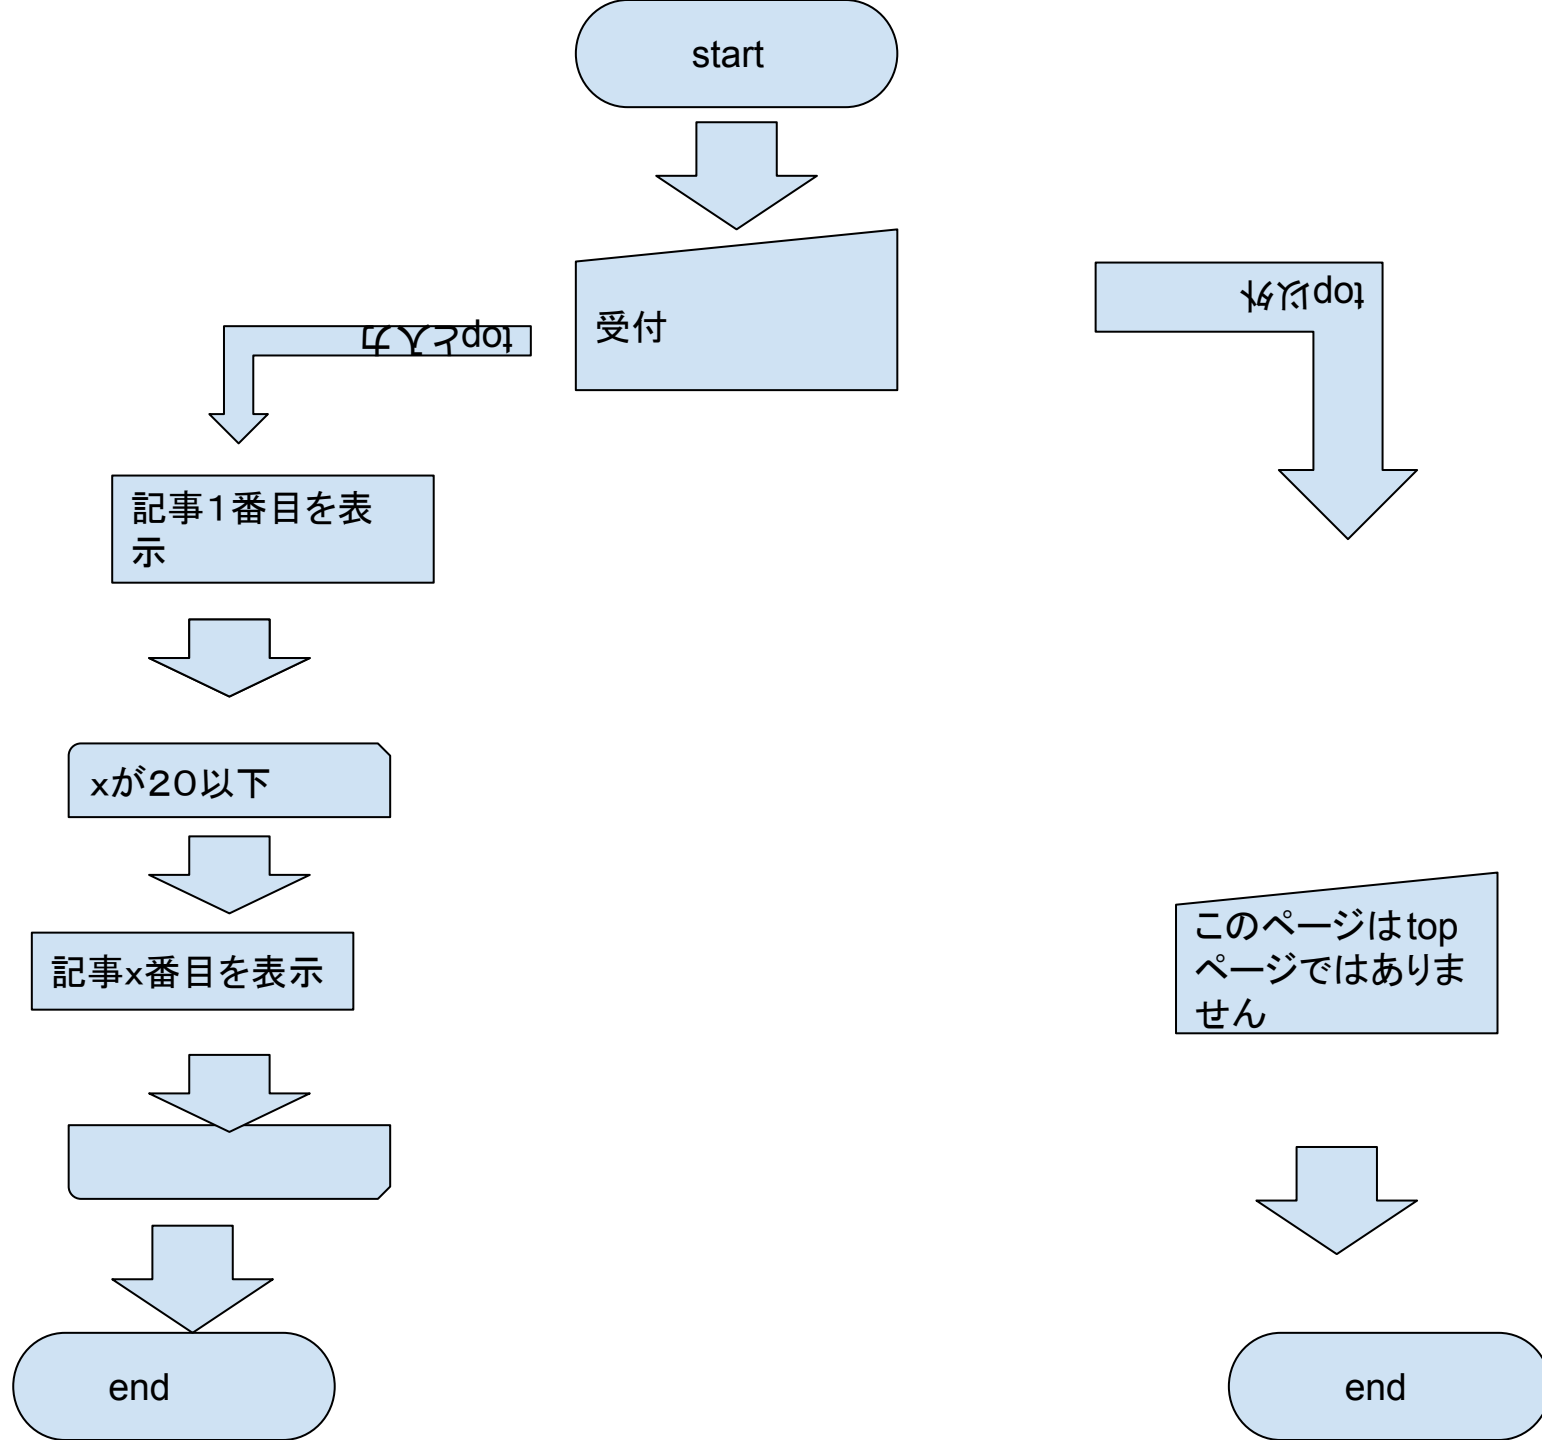 start
受付
topと入力
top以外
記事１番目を表
示
xが２０以下
記事x番目を表示
このページはtop
ページではありま
せん
end
end